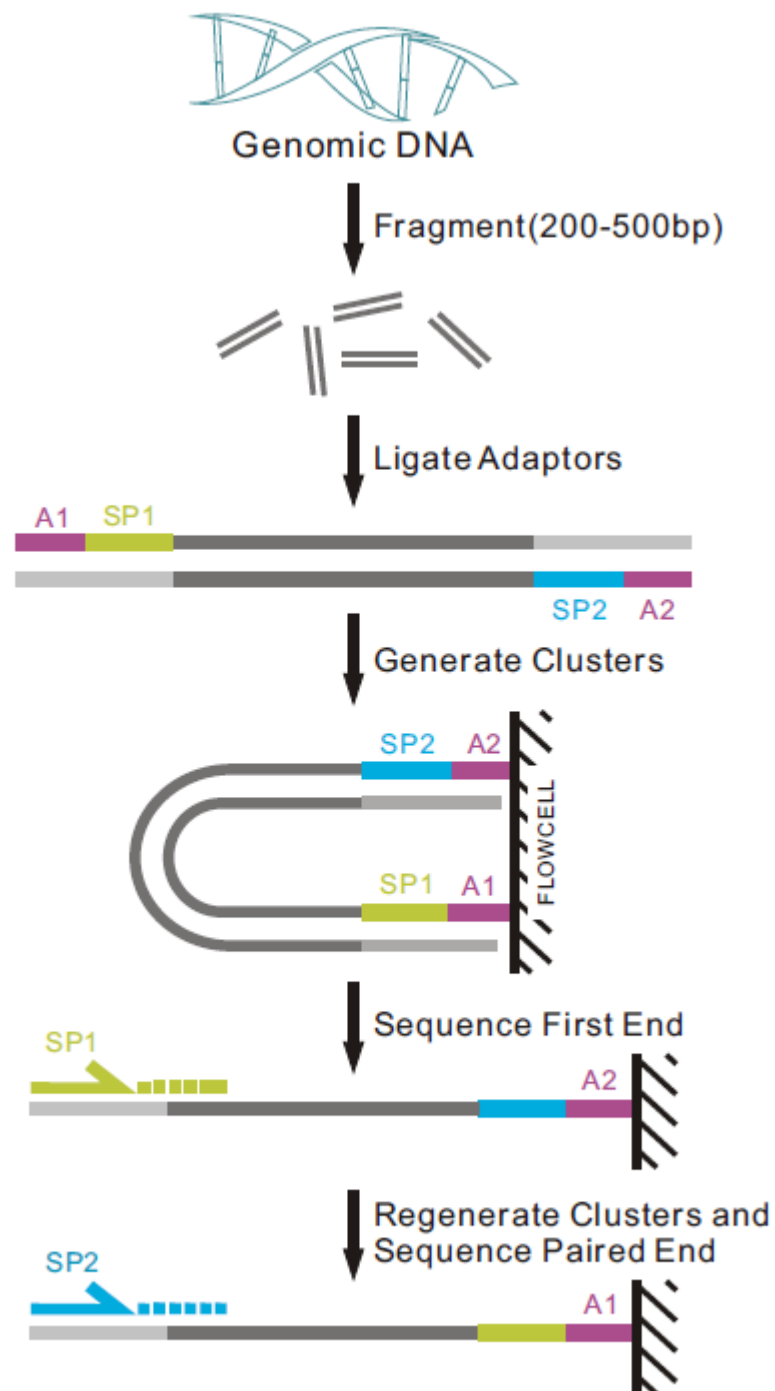 Genomic DNA
Fragment(200-500bp)
Ligate Adaptors
A1 SP1
SP2 A2
Generate Clusters
SP2 A2
FLOWCELL
SP1 A1
Sequence First End
SP1
A2
Regenerate Clusters and
Sequence Paired End
SP2
A1